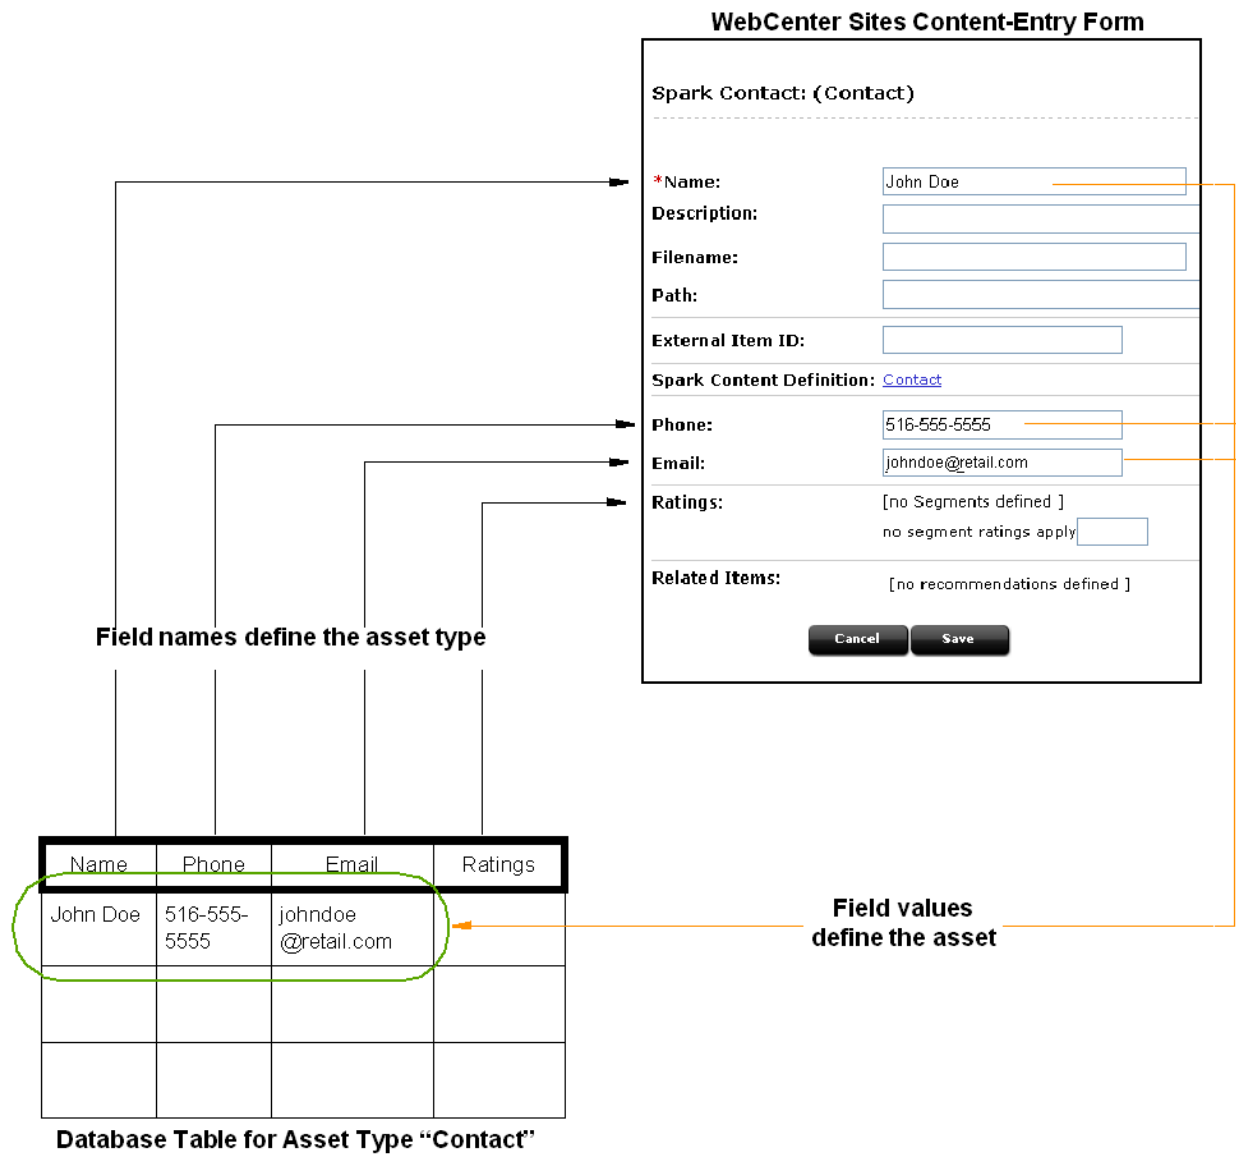 WebCenter Sites Content-Entry Form
Spark Contact: (Contact)
*Name: John Doe
Description:
Filename:
Path:
External Item ID:
Spark Content Definition: Contact
Phone: 516-555-5555
Email: johndoe@retail.com
Ratings: [no Segments defined ]
no segment ratings apply
Related Items: [no recommendations defined ]
Cancel Save
Field names define the asset type
Name Phone Email Ratings
John Doe 516-555- johndoe
5555 @retail.com
Field values
define the asset
Database Table for Asset Type “Contact”